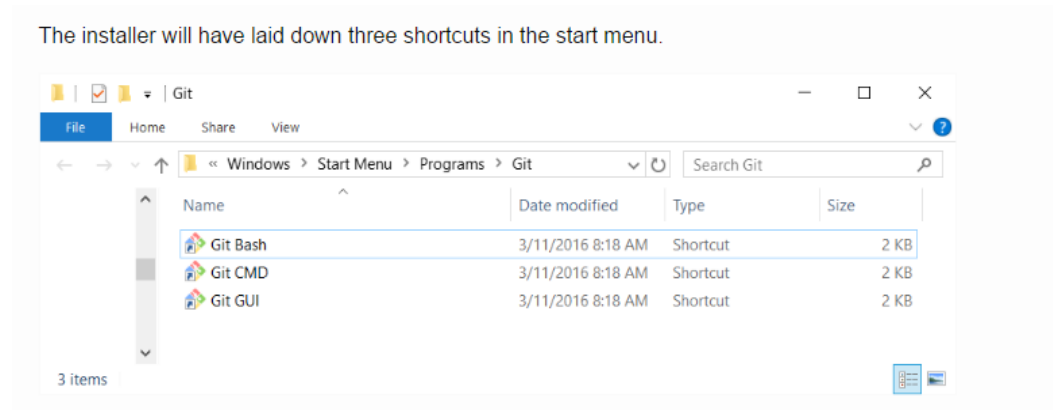 The installer will have laid down three shortcuts in the start menu.
Git
File Home Share View
« Windows > Start Menu > Programs > Git Search Git
Name Date modified Type Size
Git Bash 3/11/2016 8:18 AM Shortcut 2 KB
Git CMD 3/11/2016 8:18 AM Shortcut 2 KB
Git GUI 3/11/2016 8:18 AM Shortcut 2 KB
3 items